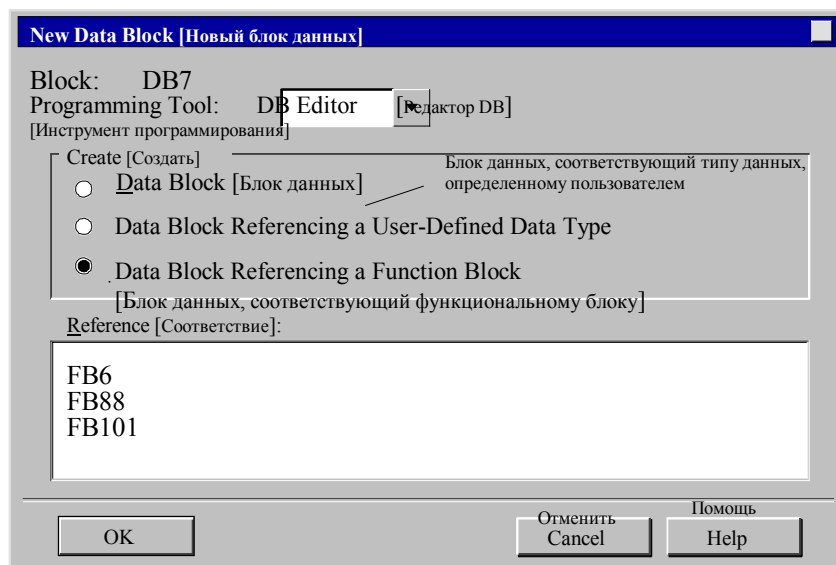 New Data Block [Новый блок данных]
Block: DB7
Programming Tool: DB Editor [Редактор DB]
[Инструмент программирования]
Create [Создать]
Блок данных, соответствующий типу данных,
определенному пользователем
Data Block [Блок данных]
Data Block Referencing a User-Defined Data Type
Data Block Referencing a Function Block
[Блок данных, соответствующий функциональному блоку]
Reference [Соответствие]:
FB6
FB88
FB101
OK
Отменить
Cancel
Помощь
Help